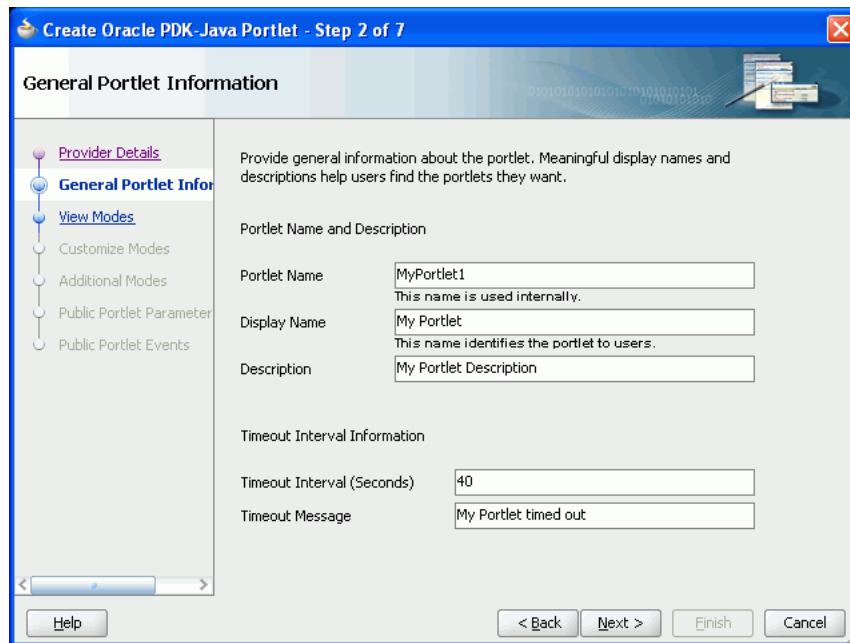 Create Oracle PDK-Java Portlet - Step 2 of 7
General Portlet Information
Provider Details
General Portlet Infor
View Modes
Customize Modes
Additional Modes
Public Portlet Parameter
Public Portlet Events
Provide general information about the portlet. Meaningful display names and
descriptions help users find the portlets they want.
Portlet Name and Description
Portlet Name
MyPortlet1
This name is used internally.
Display Name
My Portlet
This name identifies the portlet to users.
Description
My Portlet Description
Timeout Interval Information
Timeout Interval (Seconds)
40
Timeout Message
My Portlet timed out
Help
< Back
Next >
Finish
Cancel